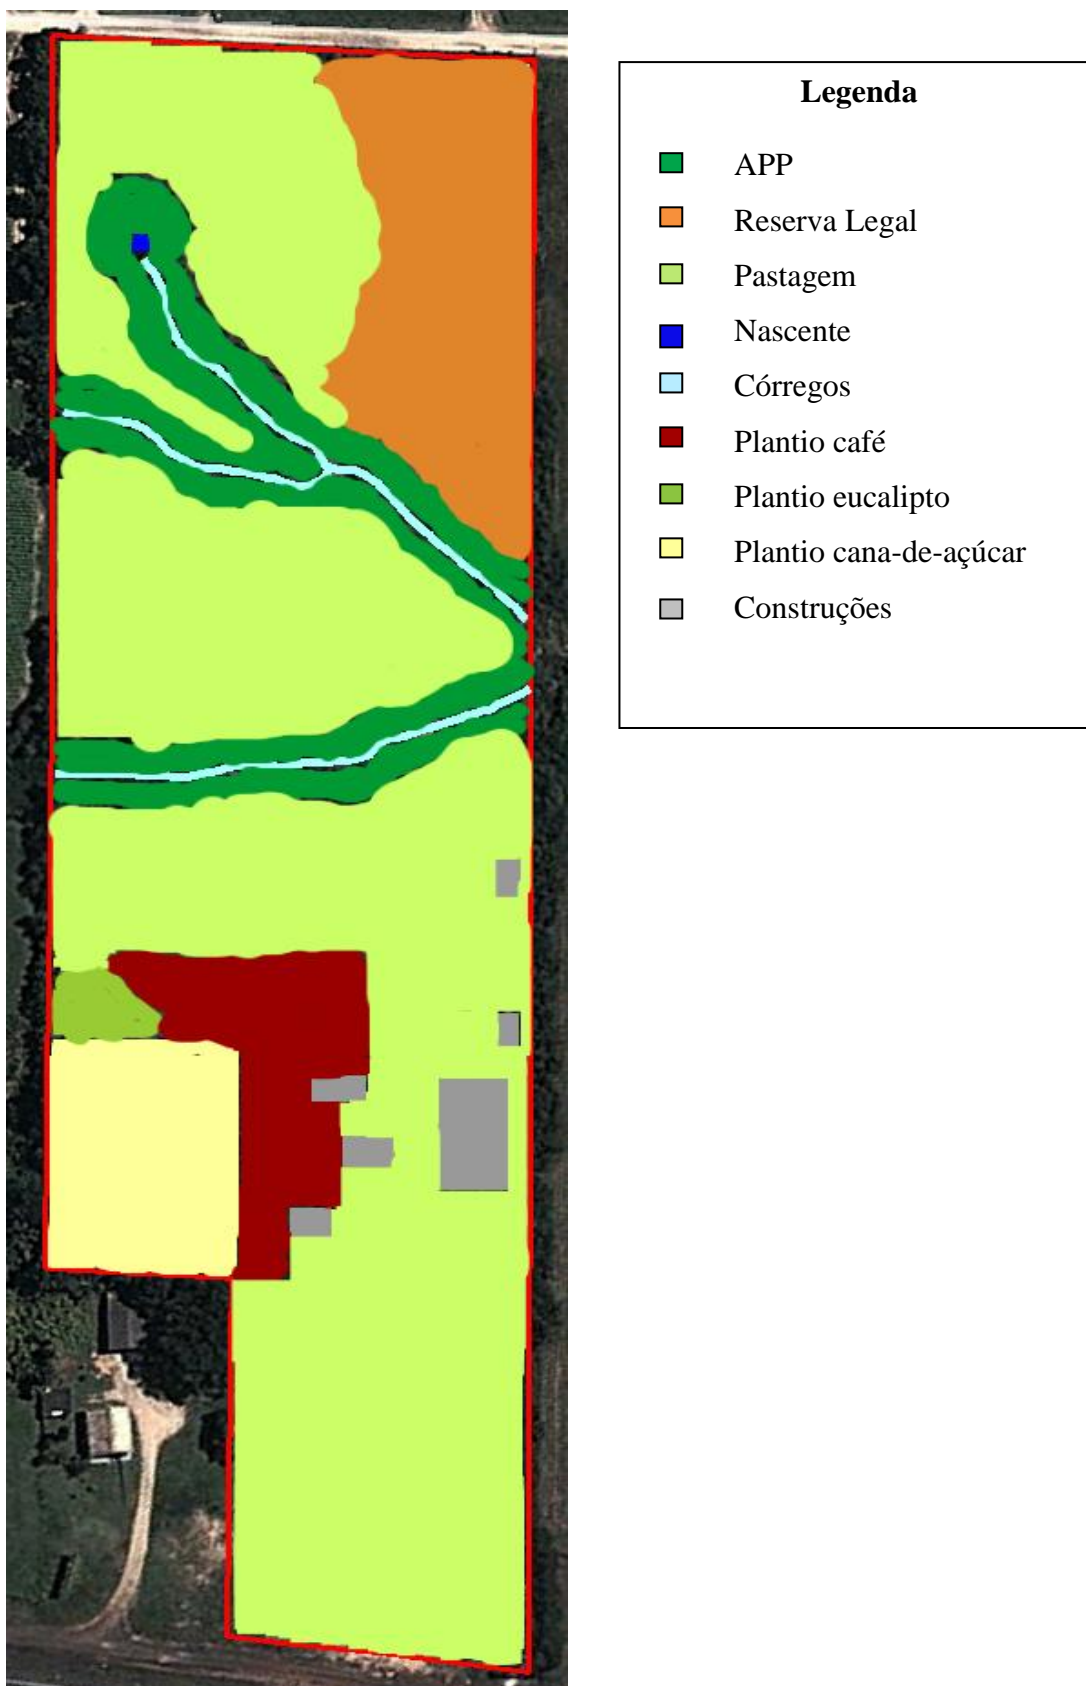 Legenda
APP
Reserva Legal
Pastagem
Nascente
Córregos
Plantio café
Plantio eucalipto
Plantio cana-de-açúcar
Construções